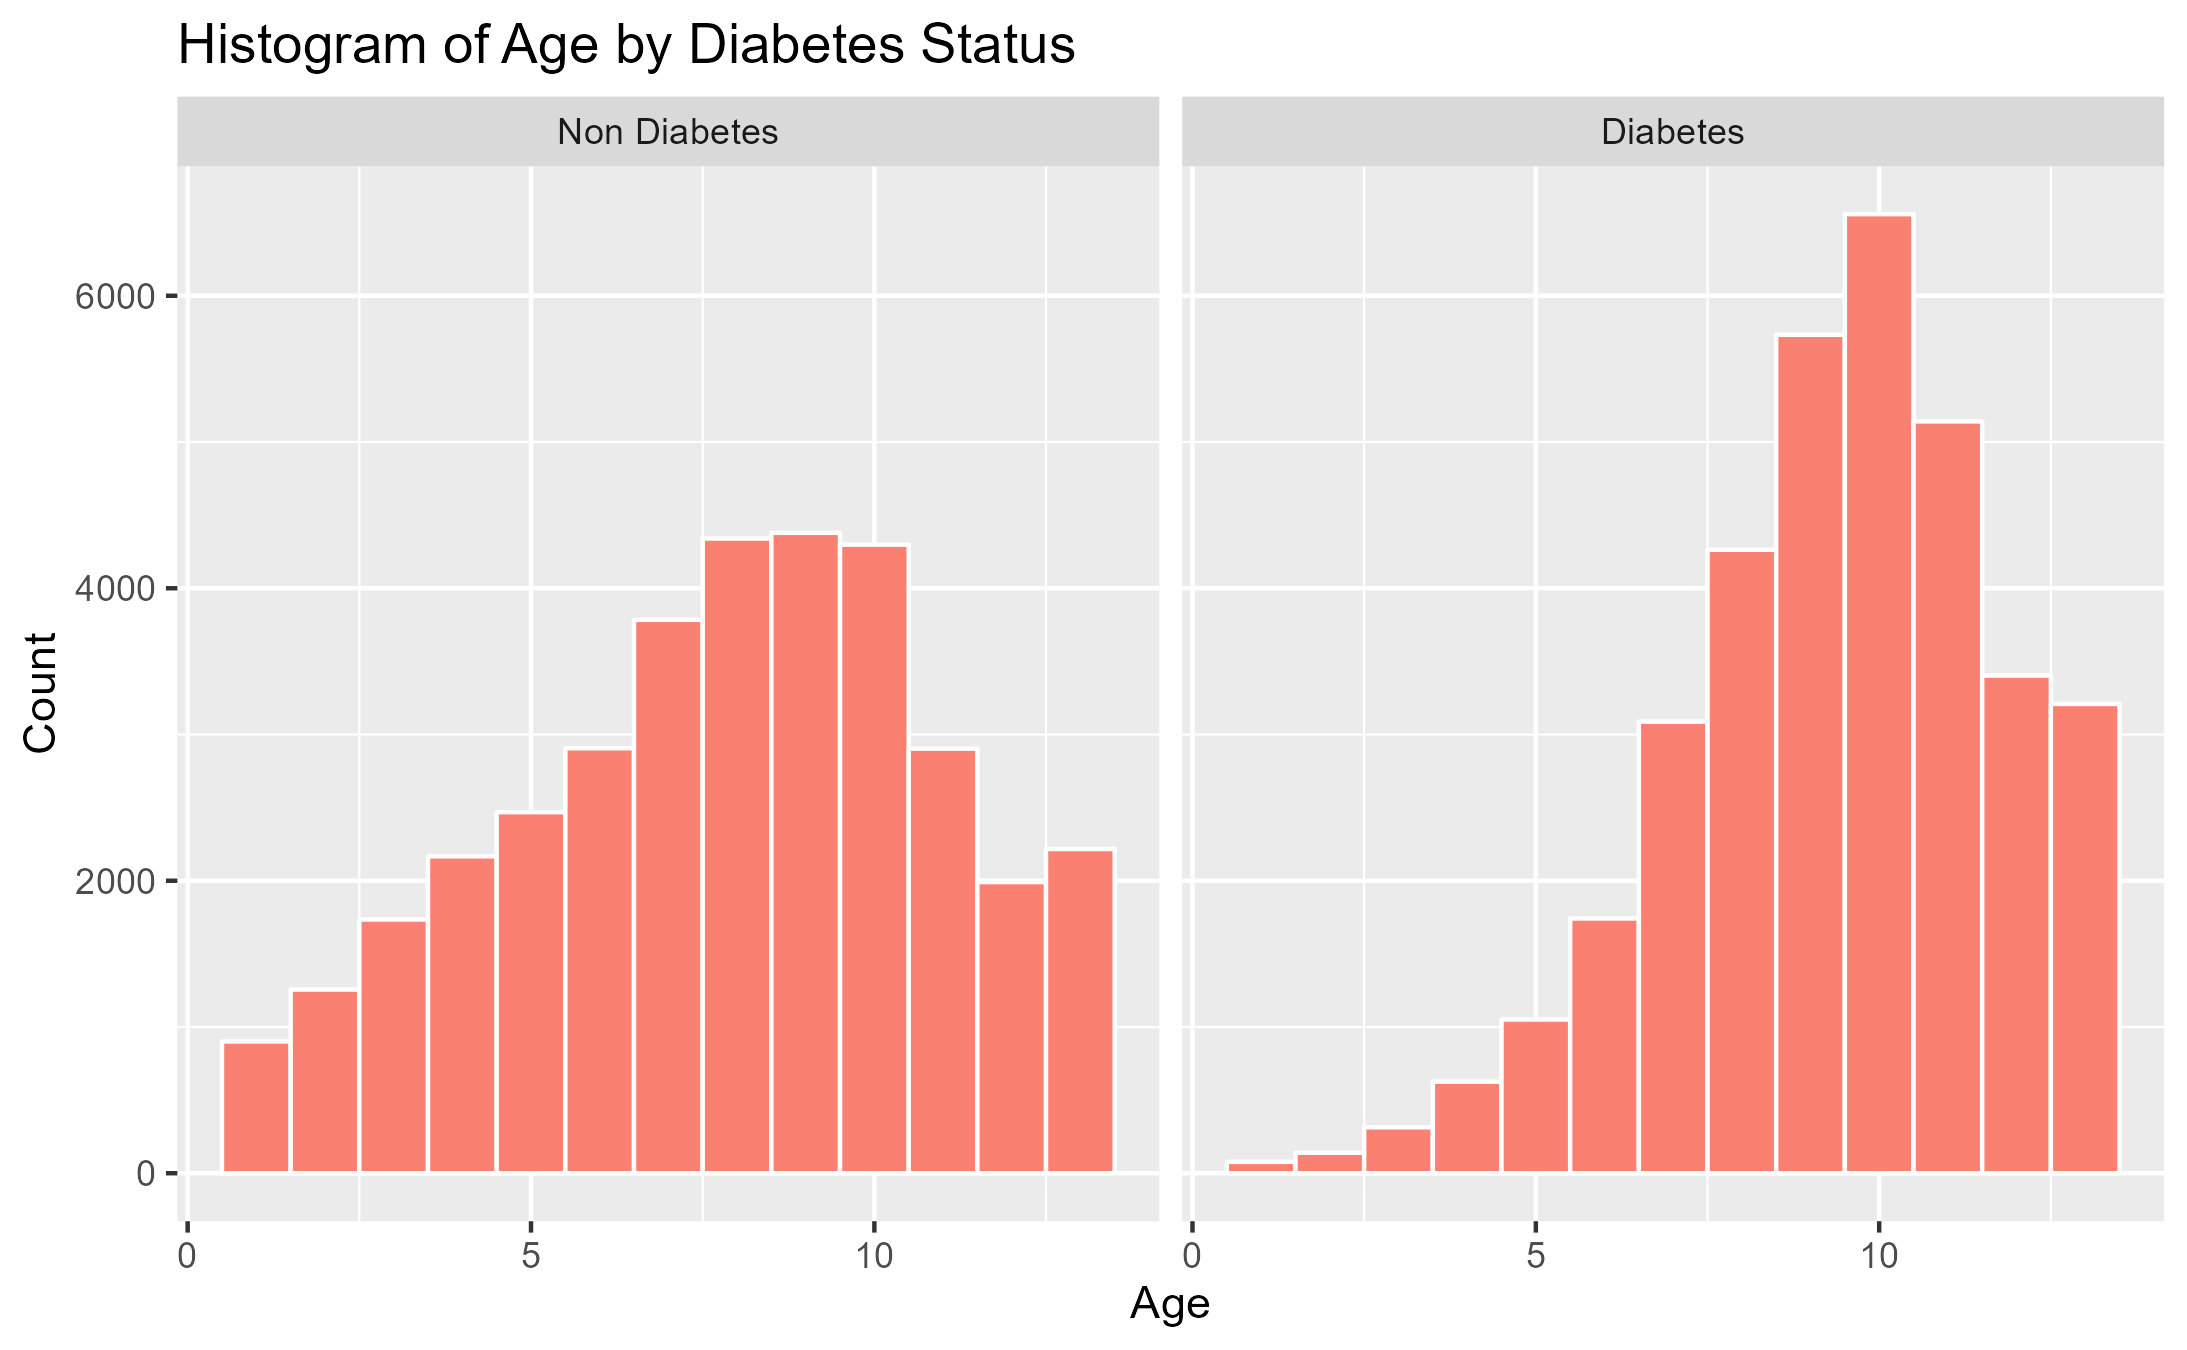 Histogram of Age by Diabetes Status
Non Diabetes
Diabetes
6000
4000
2000
0
Count
0 5 10
0 5 10
Age